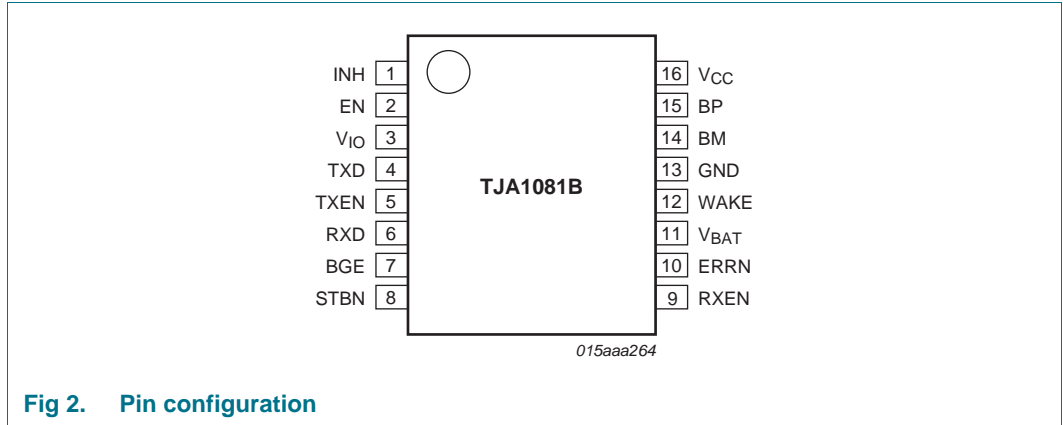 INH 1
EN 2
VIO 3
TXD 4
TXEN 5
RXD 6
BGE 7
STBN 8
TJA1081B
16 VCC
15 BP
14 BM
13 GND
12 WAKE
11 VBAT
10 ERRN
9 RXEN
015aaa264
Fig 2. Pin configuration